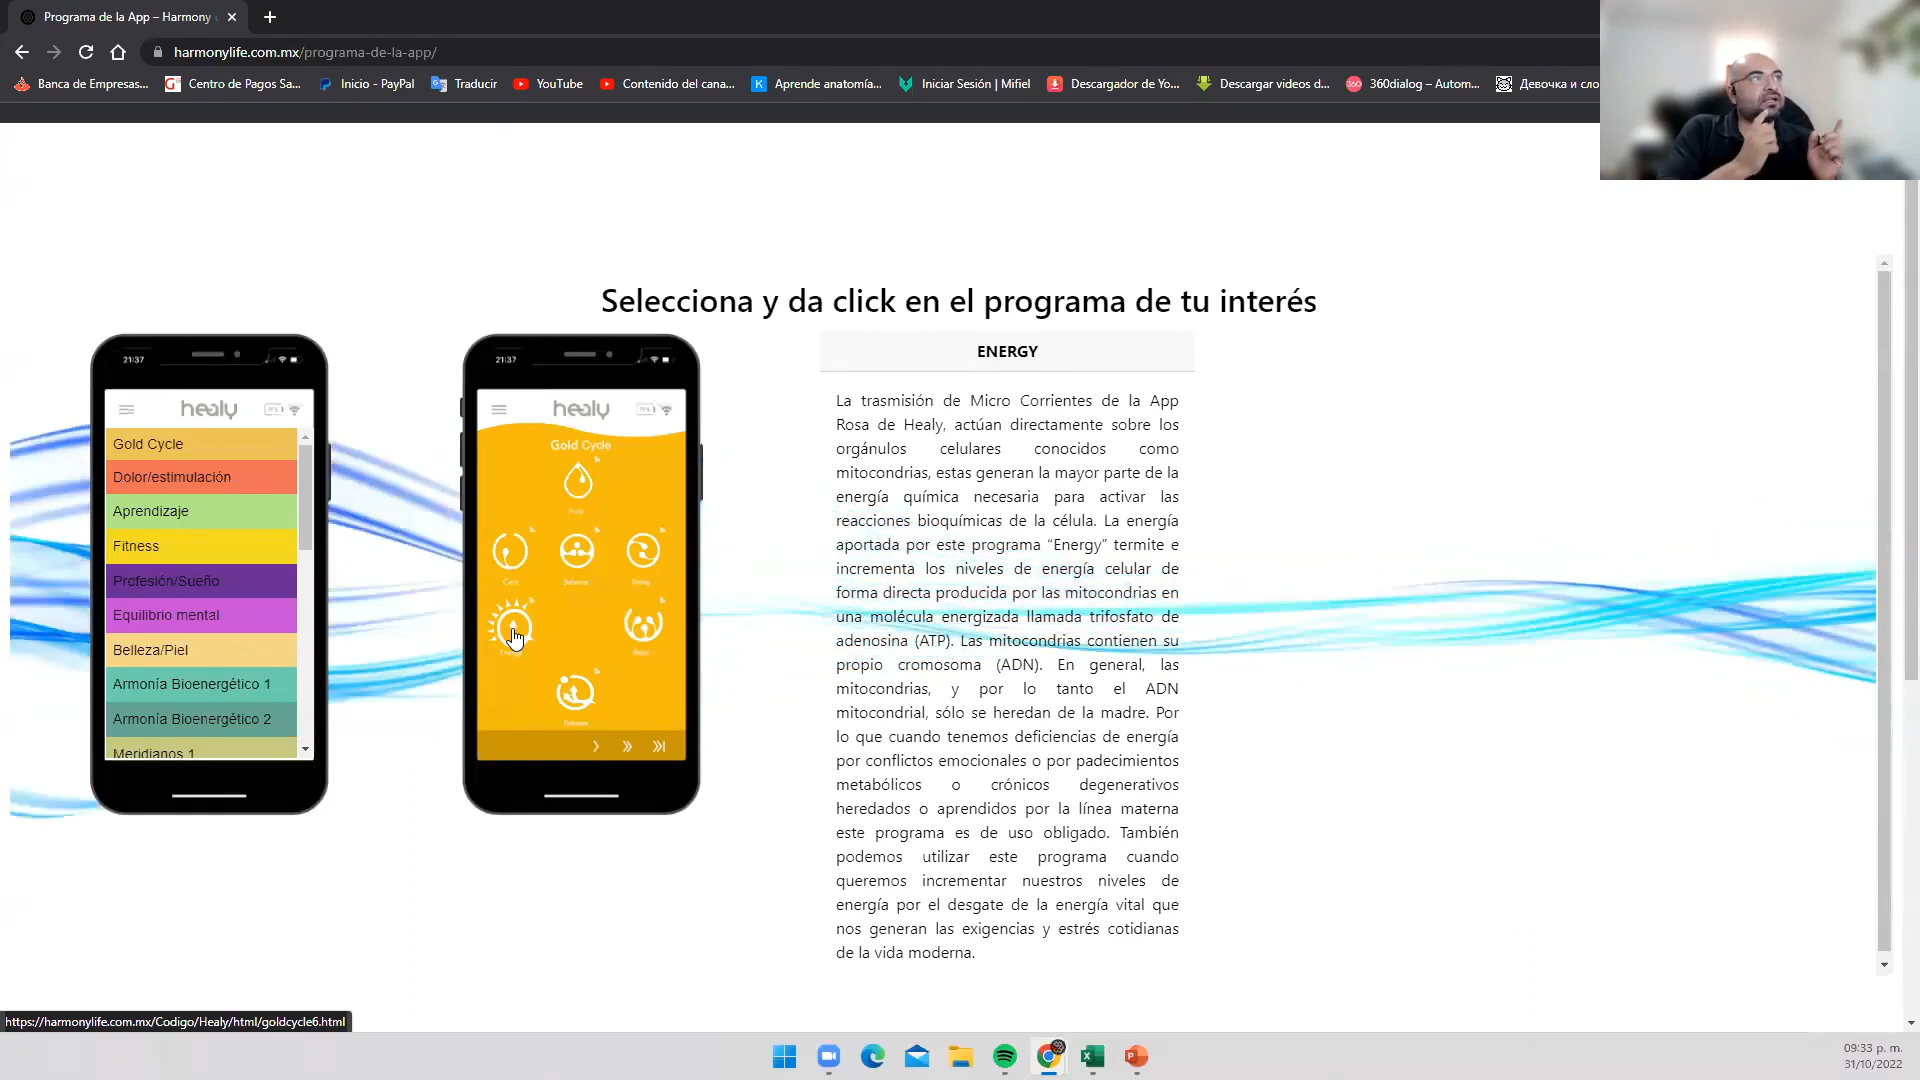 Programa de la App – Harmony
harmonylife.com.mx/programa-de-la-app/
Banca de Empresas...
Centro de Pagos Sa...
Inicio - PayPal
Traducir
YouTube
Contenido del cana...
Aprende anatomía...
Iniciar Sesión | Mifiel
Descargador de Yo...
Descargar videos d...
360dialog – Autom...
Девочка и сло
Selecciona y da click en el programa de tu interés
21:37
healy
Gold Cycle
Dolor/estimulación
Aprendizaje
Fitness
Profesión/Sueño
Equilibrio mental
Belleza/Piel
Armonía Bioenergético 1
Armonía Bioenergético 2
Meridianos 1
21:37
healy
Gold Cycle
Care
Balance
Being
Release
ENERGY
La trasmisión de Micro Corrientes de la App
Rosa de Healy, actúan directamente sobre los
orgánulos celulares conocidos como
mitocondrias, estas generan la mayor parte de la
energía química necesaria para activar las
reacciones bioquímicas de la célula. La energía
aportada por este programa “Energy” termite e
incrementa los niveles de energía celular de
forma directa producida por las mitocondrias en
una molécula energizada llamada trifosfato de
adenosina (ATP). Las mitocondrias contienen su
propio cromosoma (ADN). En general, las
mitocondrias, y por lo tanto el ADN
mitocondrial, sólo se heredan de la madre. Por
lo que cuando tenemos deficiencias de energía
por conflictos emocionales o por padecimientos
metabólicos o crónicos degenerativos
heredados o aprendidos por la línea materna
este programa es de uso obligado. También
podemos utilizar este programa cuando
queremos incrementar nuestros niveles de
energía por el desgate de la energía vital que
nos generan las exigencias y estrés cotidianas
de la vida moderna.
https://harmonylife.com.mx/Codigo/Healy/html/goldcycle6.html
09:33 p. m.
31/10/2022